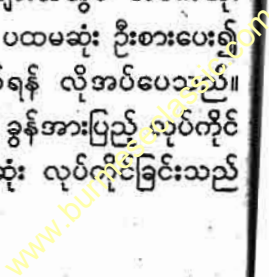 ပထမဆုံး ဦးစားပေး၍
ရန် လိုအပ်ပေသည်။
ခွန်အားပြည့် လုပ်ကိုင်
ဆုံး လုပ်ကိုင်ခြင်းသည်
www.burmeseclassic.com